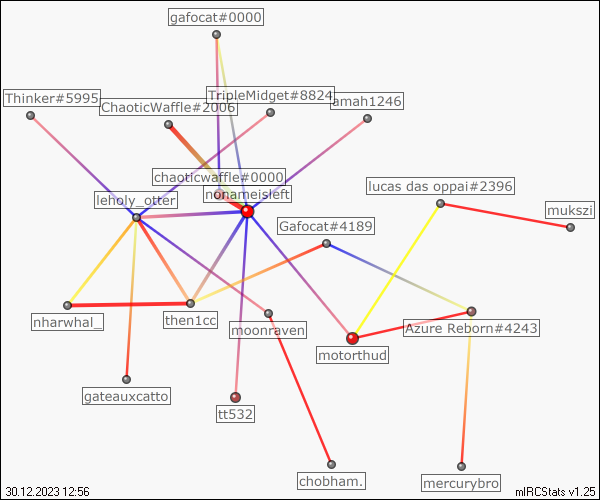 gafocat#0000
Thinker#5995
ChaoticWaffle#2006
TripleMidget#8824
amah1246
chaoticwaffle#0000
leholy_otter
nonameisleft
lucas das oppai#2396
mukszi
Gafocat#4189
nharwhal_
then1cc
moonraven
Azure Reborn#4243
motorthud
gateauxcatto
tt532
chobham.
mercurybro
30.12.2023 12:56
mIRCStats v1.25